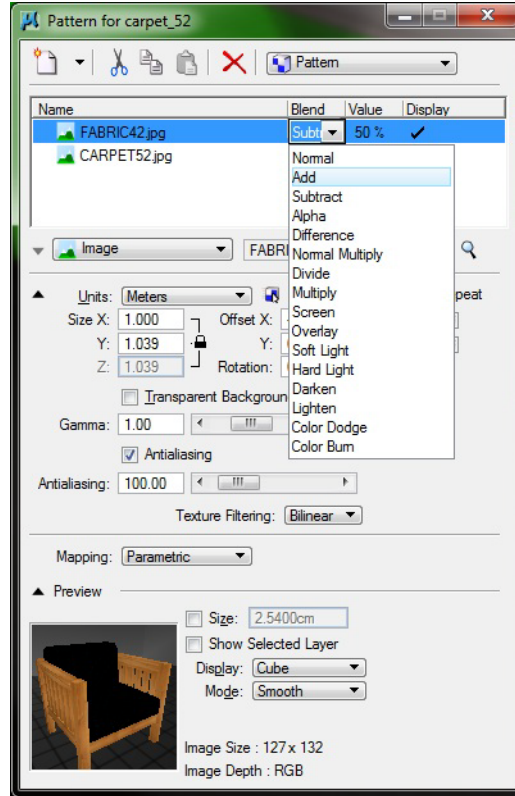 Pattern for carpet_52
Pattern
Name Blend Value Display
FABRIC42.jpg Subt 50 %
CARPET52.jpg
Normal
Add
Subtract
Alpha
Difference
Normal Multiply
Divide
Multiply
Screen
Overlay
Soft Light
Hard Light
Darken
Lighten
Color Dodge
Color Burn
Image FABRI
Units: Meters peat
Size X: 1.000 Offset X:
Y: 1.039 Y:
Z: 1.039 Rotation:
Transparent Backgroun
Gamma: 1.00
Antialiasing
Antialiasing: 100.00
Texture Filtering: Bilinear
Mapping: Parametric
Preview
Size: 2.5400cm
Show Selected Layer
Display: Cube
Mode: Smooth
Image Size : 127 x 132
Image Depth : RGB